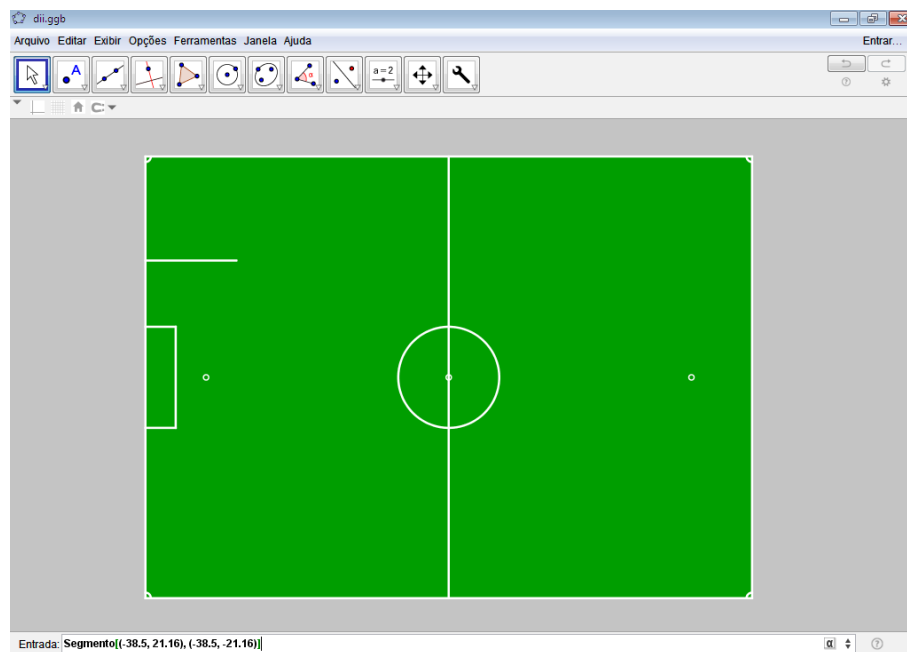 dii.ggb
Arquivo Editar Exibir Opções Ferramentas Janela Ajuda Entrar...
A α a=2
Entrada: Segmento[(-38.5, 21.16), (-38.5, -21.16)] α